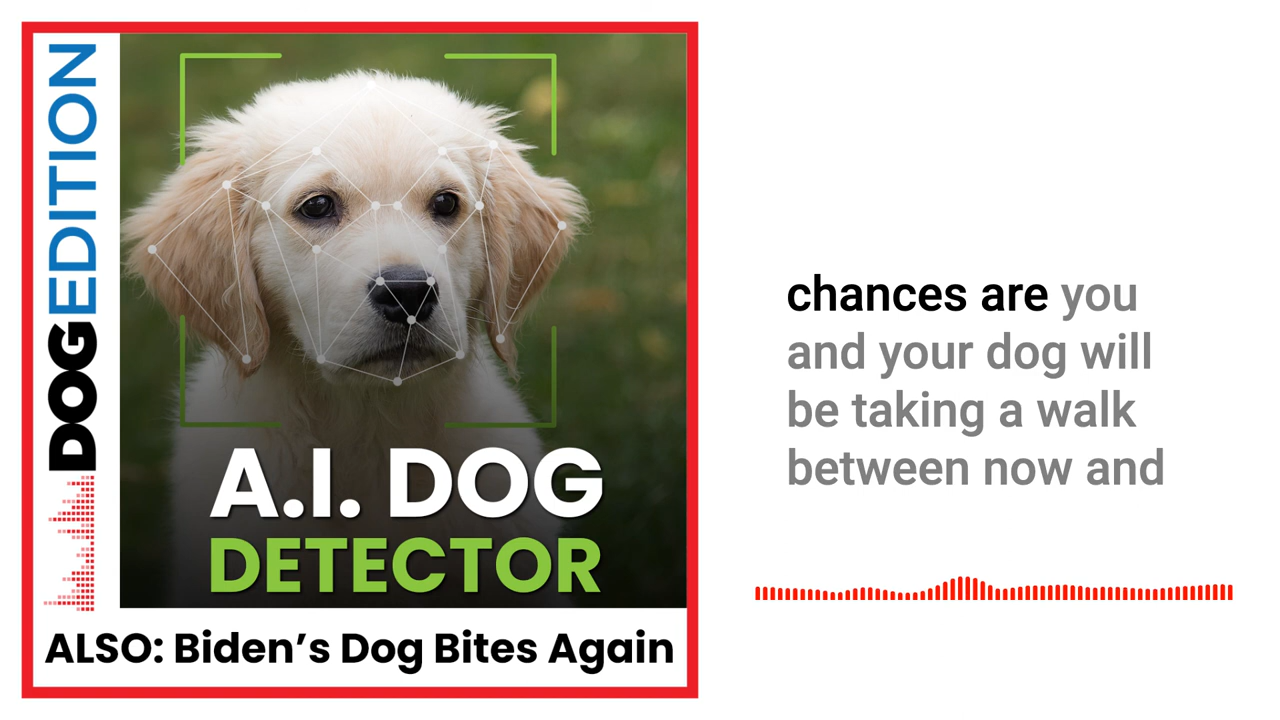 DOGEDITION
A.I. DOG
DETECTOR
ALSO: Biden’s Dog Bites Again
chances are you
and your dog will
be taking a walk
between now and